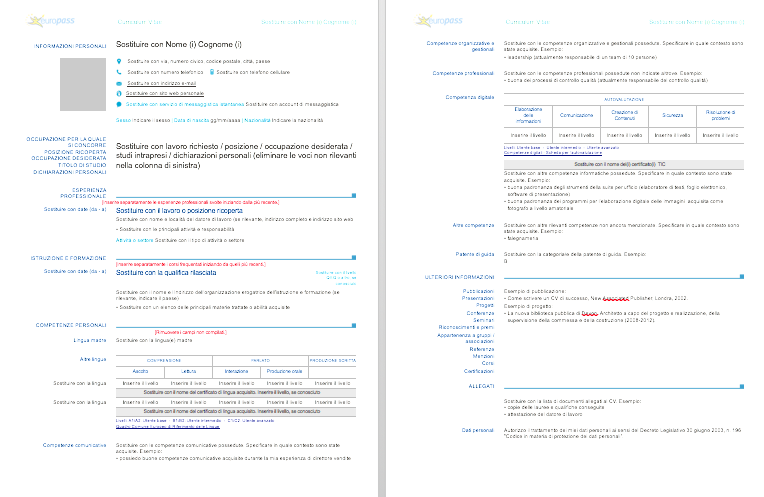 europass
Curriculum Vitae
Sostituire con Nome (i) Cognome (i)
INFORMAZIONI PERSONALI
Sostituire con Nome (i) Cognome (i)
Sostituire con via, numero civico, codice postale, città, paese
Sostituire con numero telefonico Sostituire con telefono cellulare
Sostituire con indirizzo e-mail
Sostituire con sito web personale
Sostituire con servizio di messaggistica istantanea Sostituire con account di messaggistica
Sesso Indicare il sesso | Data di nascita gg/mm/aaaa | Nazionalità Indicare la nazionalità
OCCUPAZIONE PER LA QUALE
SI CONCORRE
POSIZIONE RICOPERTA
OCCUPAZIONE DESIDERATA
TITOLO DI STUDIO
DICHIARAZIONI PERSONALI
Sostituire con lavoro richiesto / posizione / occupazione desiderata /
studi intrapresi / dichiarazioni personali (eliminare le voci non rilevanti
nella colonna di sinistra)
ESPERIENZA
PROFESSIONALE
[Inserire separatamente le esperienze professionali svolte iniziando dalla più recente.]
Sostituire con date (da - a)
Sostituire con il lavoro o posizione ricoperta
Sostituire con nome e località del datore di lavoro (se rilevante, indirizzo completo e indirizzo sito web)
▪ Sostituire con le principali attività e responsabilità
Attività o settore Sostituire con il tipo di attività o settore
ISTRUZIONE E FORMAZIONE
[Inserire separatamente i corsi frequentati iniziando da quelli più recenti.]
Sostituire con date (da - a)
Sostituire con la qualifica rilasciata
Sostituire con il nome e l'indirizzo dell'organizzazione erogatrice dell'istruzione e formazione (se
rilevante, indicare il paese)
▪ Sostituire con un elenco delle principali materie trattate o abilità acquisite
COMPETENZE PERSONALI
[Rimuovere i campi non compilati.]
Lingua madre
Sostituire con la lingua(e) madre
Altre lingue
COMPRENSIONE PARLATO PRODUZIONE SCRITTA
Ascolto Lettura Interazione Produzione orale
Sostituire con la lingua
Inserire il livello Inserire il livello Inserire il livello Inserire il livello Inserire il livello
Sostituire con il nome del certificato di lingua acquisito. Inserire il livello, se conosciuto
Sostituire con la lingua
Inserire il livello Inserire il livello Inserire il livello Inserire il livello Inserire il livello
Sostituire con il nome del certificato di lingua acquisito. Inserire il livello, se conosciuto
Livelli: A1/A2: Utente base - B1/B2: Utente intermedio - C1/C2: Utente avanzato
Quadro Comune Europeo di Riferimento delle Lingue
Competenze comunicative
Sostituire con le competenze comunicative possedute. Specificare in quale contesto sono state
acquisite. Esempio:
▪ possiedo buone competenze comunicative acquisite durante la mia esperienza di direttore vendite
europass
Curriculum Vitae
Sostituire con Nome (i) Cognome (i)
Competenze organizzative e
gestionali
Sostituire con le competenze organizzative e gestionali possedute. Specificare in quale contesto sono
state acquisite. Esempio:
▪ leadership (attualmente responsabile di un team di 10 persone)
Competenze professionali
Sostituire con le competenze professionali possedute non indicate altrove. Esempio:
▪ buona padronanza dei processi di controllo qualità (attualmente responsabile del controllo qualità)
Competenze digitali
AUTOVALUTAZIONE
Elaborazione
delle
informazioni
Comunicazione
Creazione di
Contenuti
Sicurezza
Risoluzione di
problemi
Inserire il livello Inserire il livello Inserire il livello Inserire il livello Inserire il livello
Livelli: Utente base - Utente intermedio - Utente avanzato
Competenze digitali - Scheda per l'autovalutazione
Sostituire con il nome del(i) certificato(i) TIC
Sostituire con altre competenze informatiche possedute. Specificare in quale contesto sono state
acquisite. Esempio:
▪ buona padronanza degli strumenti della suite per ufficio (elaboratore di testi, foglio elettronico,
software di presentazione)
▪ buona padronanza dei programmi per l'elaborazione digitale delle immagini acquisita come
fotografo a livello amatoriale
Altre competenze
Sostituire con altre rilevanti competenze non ancora menzionate. Specificare in quale contesto sono
state acquisite. Esempio:
▪ falegnameria
Patente di guida
Sostituire con la categoria/e della patente di guida. Esempio:
B
ULTERIORI INFORMAZIONI
Pubblicazioni
Presentazioni
Progetti
Conferenze
Seminari
Riconoscimenti e premi
Appartenenza a gruppi /
associazioni
Referenze
Menzioni
Corsi
Certificazioni
Esempio di pubblicazione:
▪ Come scrivere un CV di successo, New Associated Publisher, Londra, 2002.
▪ La nuova biblioteca pubblica di Devon. Architetto a capo del progetto e realizzazione, della
supervisione della commessa e della costruzione (2008-2012).
ALLEGATI
Sostituire con la lista di documenti allegati al CV. Esempio:
▪ copie delle lauree e qualifiche conseguite
▪ attestazione del datore di lavoro
Dati personali
Autorizzo il trattamento dei miei dati personali ai sensi del Decreto Legislativo 30 giugno 2003, n. 196
"Codice in materia di protezione dei dati personali".